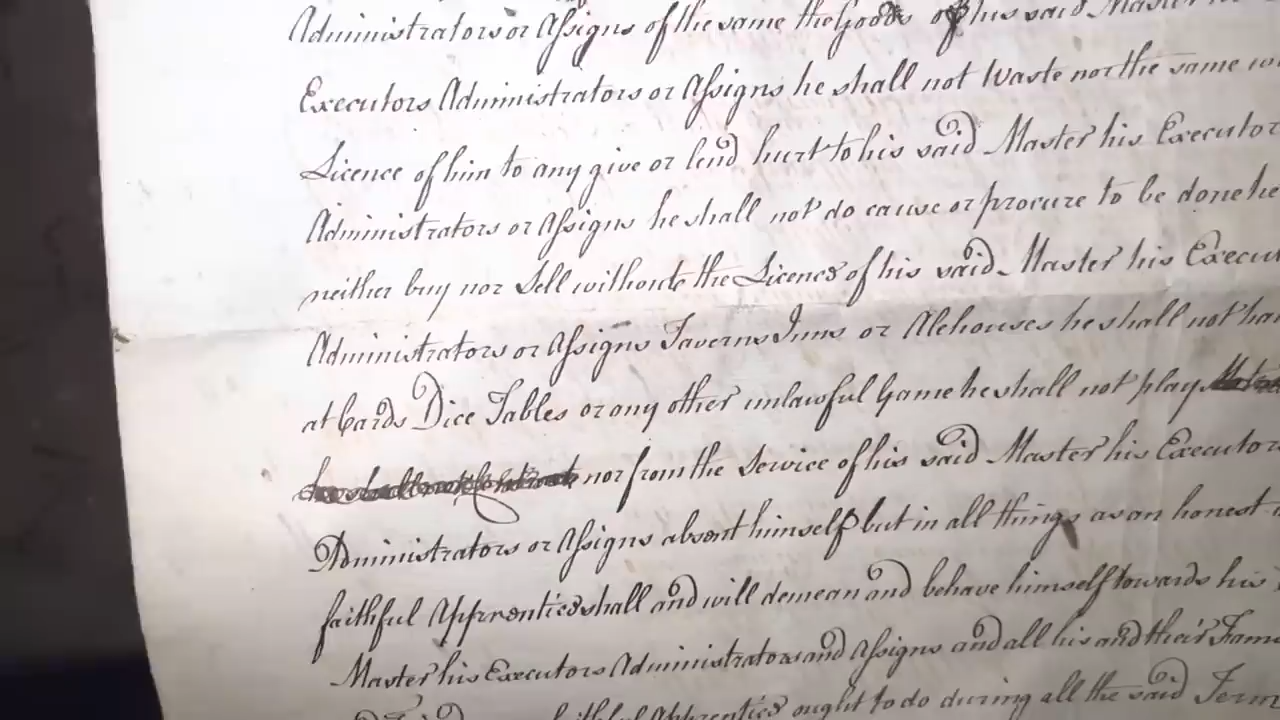 Administrators or Assigns of the same the Goods of his said Master
Executors Administrators or Assigns he shall not Waste nor the same
Licence of him to any give or lend hurt to his said Master his Executor
Administrators or Assigns he shall not do cause or procure to be done he
neither buy nor Sell without the Licence of his said Master his Execu
Administrators or Assigns Taverns Inns or Alehouses he shall not ha
at Cards Dice Tables or any other unlawful Game he shall not play
nor from the Service of his said Master his Executors
Administrators or Assigns absent himself but in all things as an honest
faithful Apprentice shall and will demean and behave himself towards his
Master his Executors Administrators and Assigns and all his and their Fam
Apprentice ought to do during all the said Term